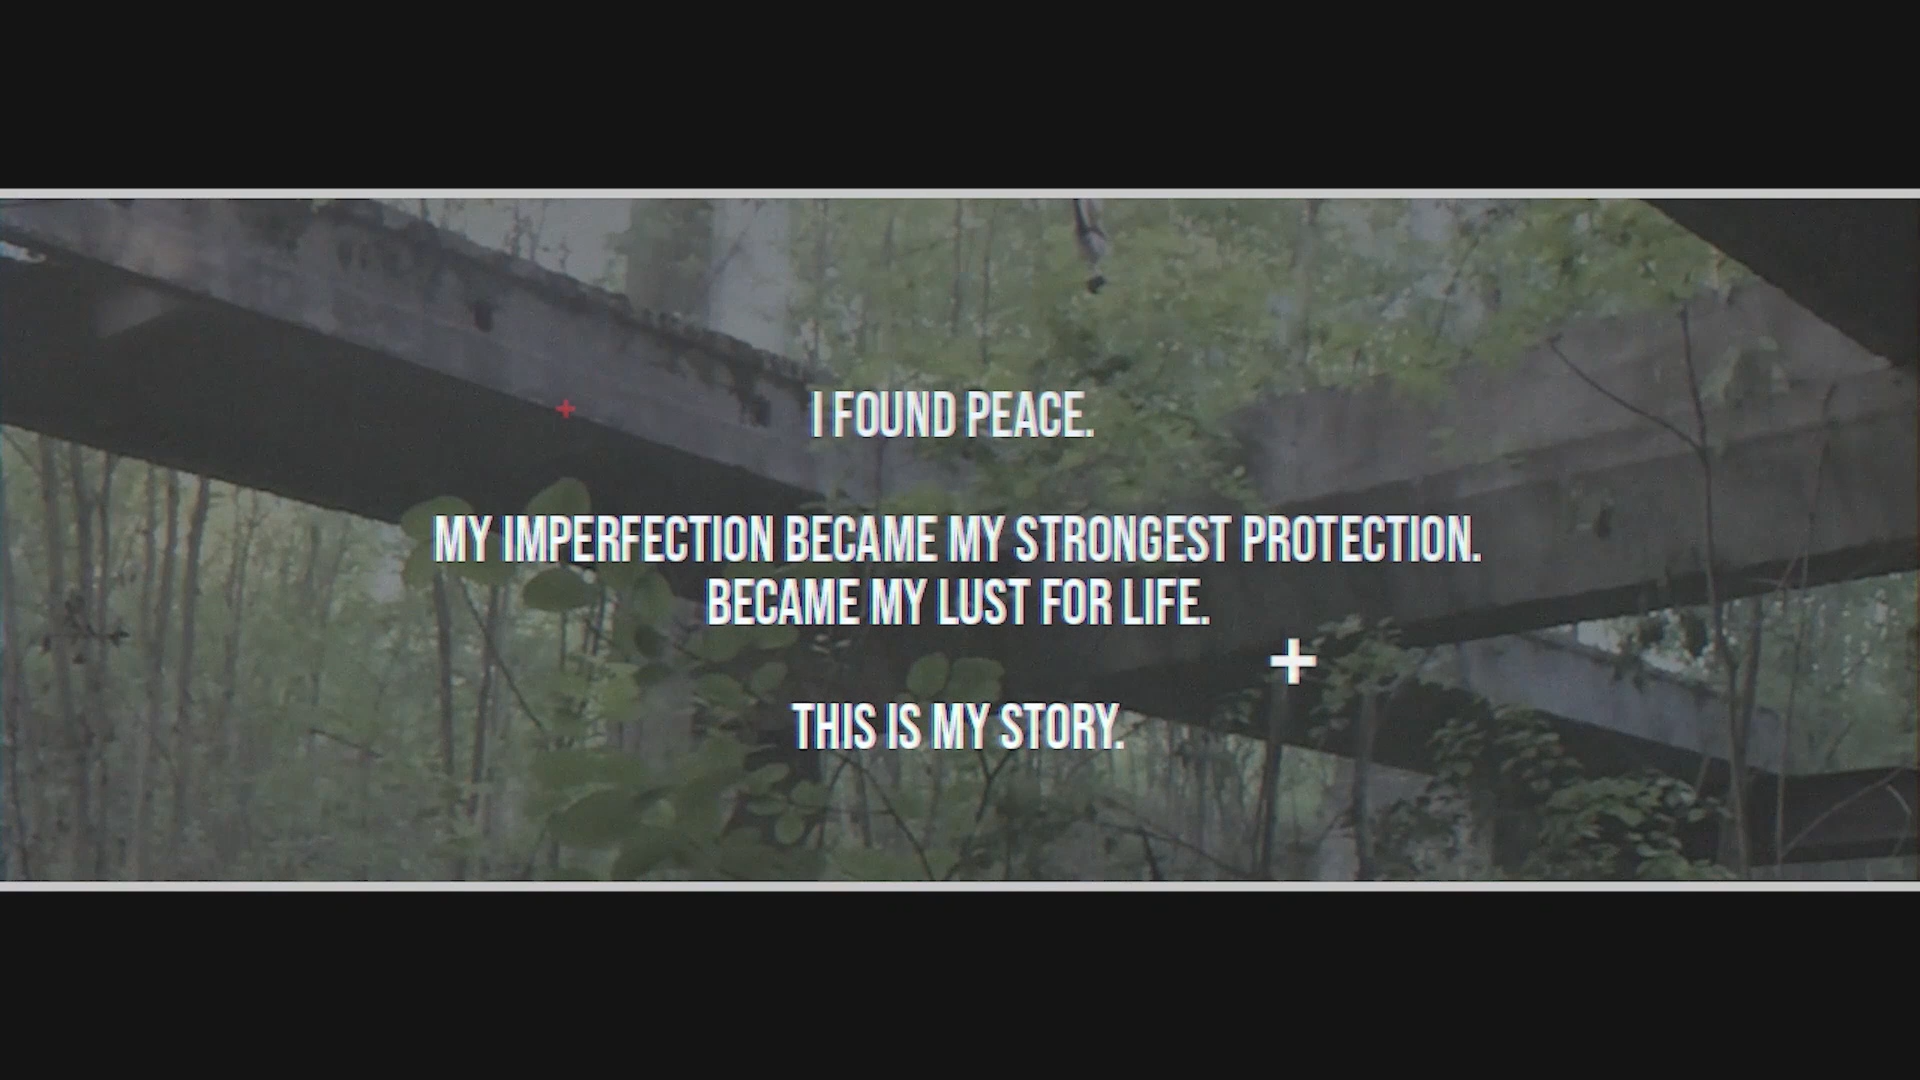 I FOUND PEACE.
MY IMPERFECTION BECAME MY STRONGEST PROTECTION.
BECAME MY LUST FOR LIFE.
THIS IS MY STORY.